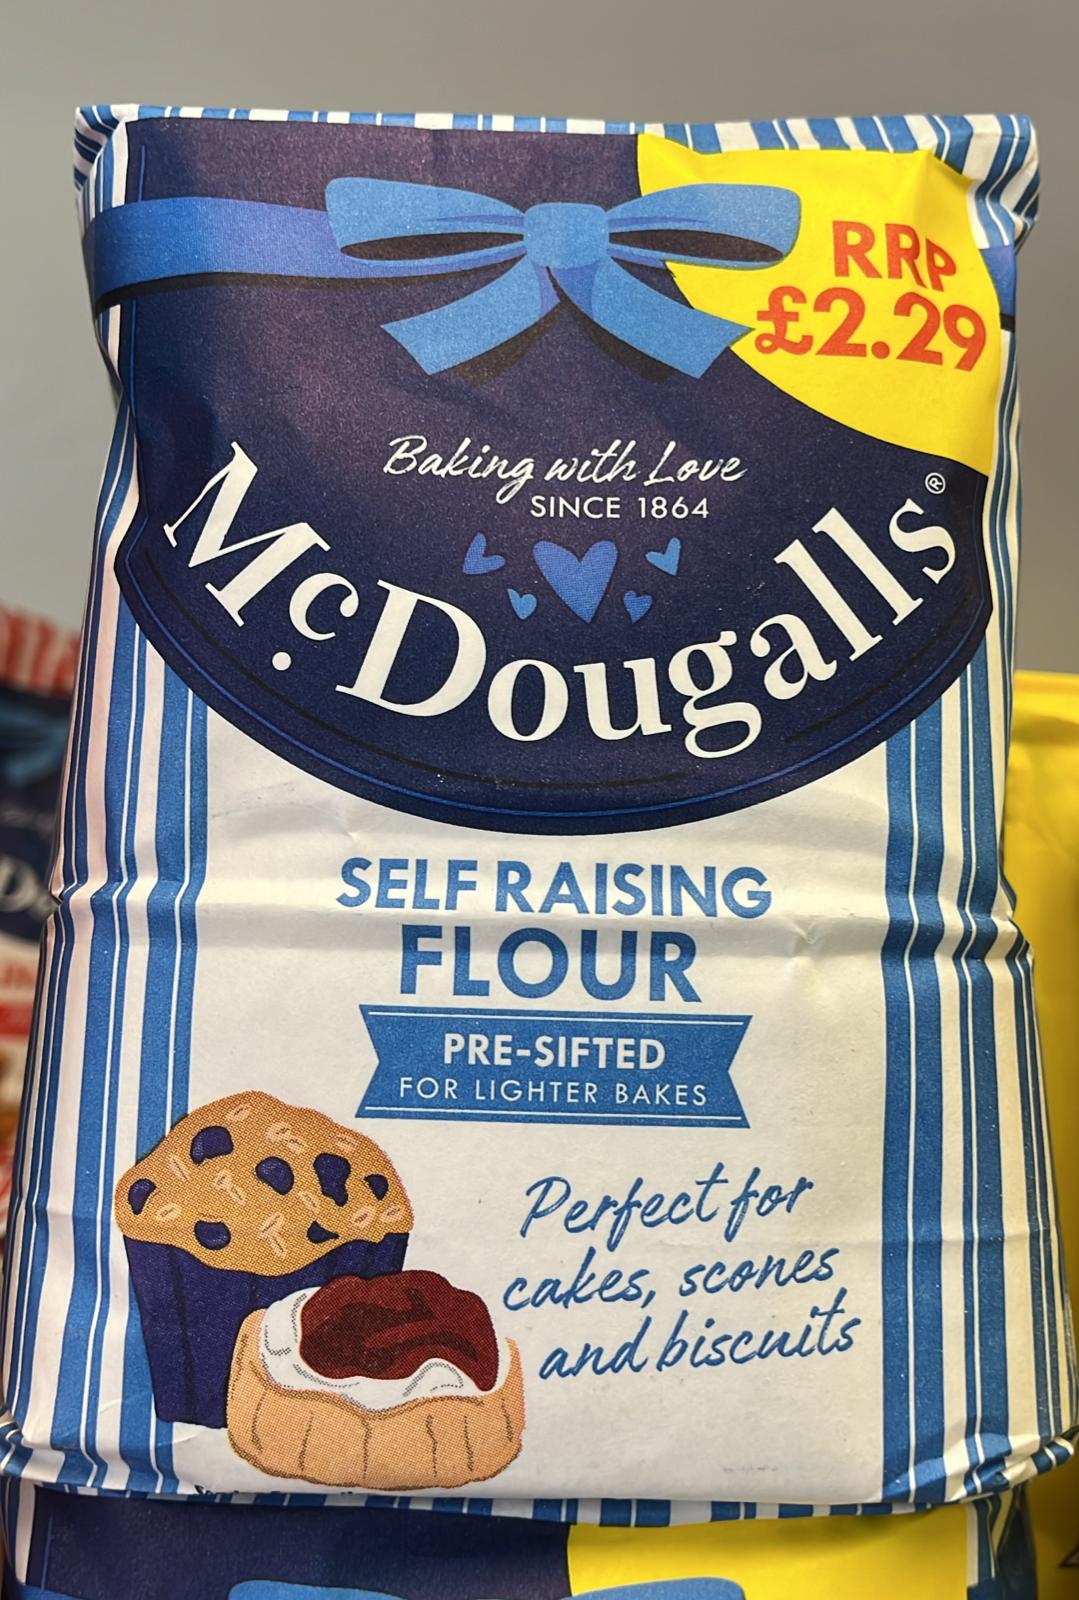 RRP
£2.29
Baking with Love
SINCE 1864
McDougalls®
SELF RAISING
FLOUR
PRE-SIFTED
FOR LIGHTER BAKES
Perfect for
cakes, scones
and biscuits